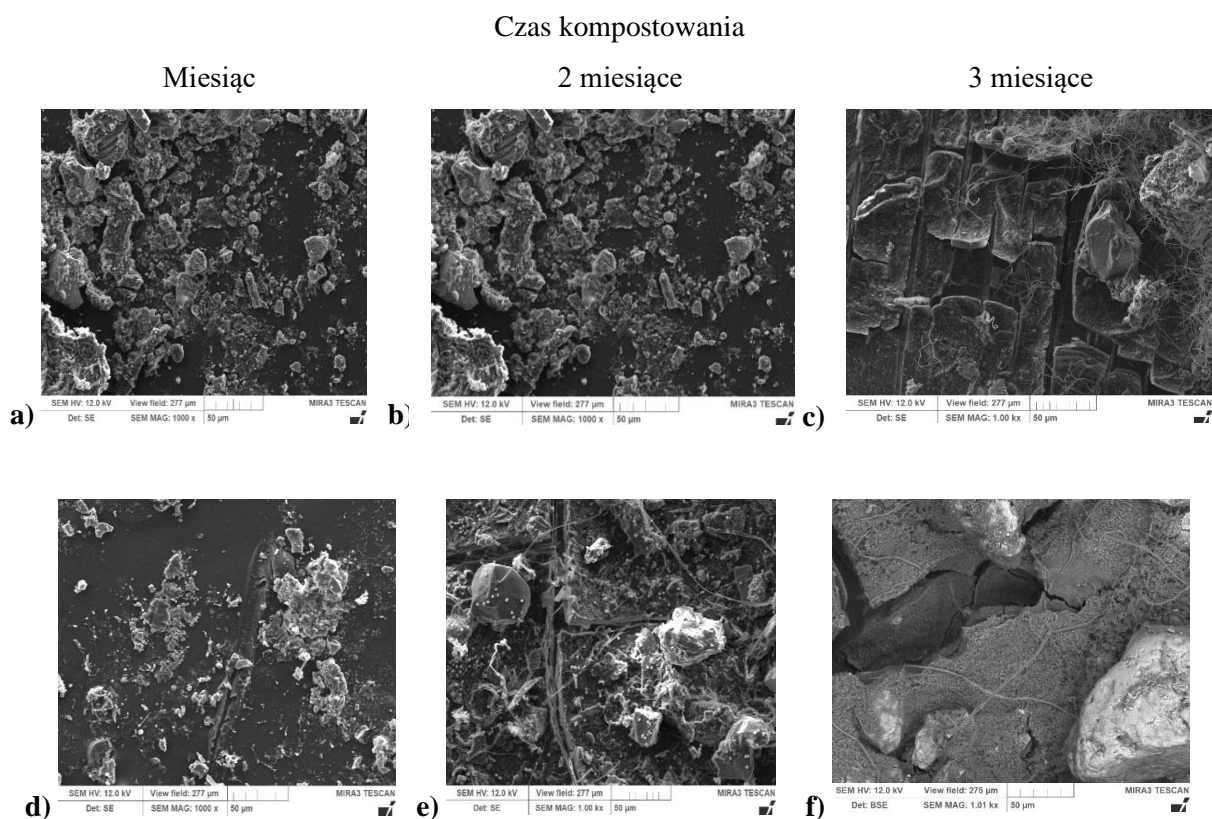 Czas kompostowania
Miesiąc 2 miesiące 3 miesiące
SEM HV: 12.0 kV View field: 277 µm MIRA3 TESCAN
Det: SE SEM MAG: 1000 x 50 µm
a)
SEM HV: 12.0 kV View field: 277 µm MIRA3 TESCAN
Det: SE SEM MAG: 1000 x 50 µm
b)
SEM HV: 12.0 kV View field: 277 µm MIRA3 TESCAN
Det: SE SEM MAG: 1.00 kx 50 µm
c)
SEM HV: 12.0 kV View field: 277 µm MIRA3 TESCAN
Det: SE SEM MAG: 1000 x 50 µm
d)
SEM HV: 12.0 kV View field: 277 µm MIRA3 TESCAN
Det: SE SEM MAG: 1.00 kx 50 µm
e)
SEM HV: 12.0 kV View field: 275 µm MIRA3 TESCAN
Det: BSE SEM MAG: 1.01 kx 50 µm
f)